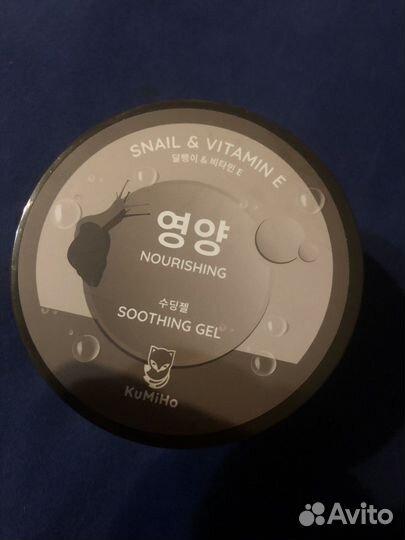 SNAIL & VITAMIN E
달팽이 & 비타민 E
영양
NOURISHING
수딩젤
SOOTHING GEL
KuMiHo
Avito